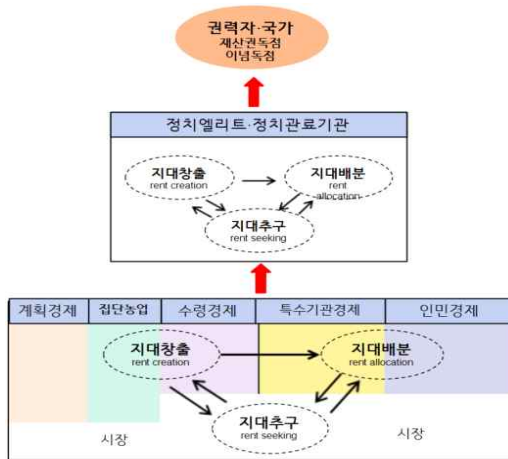 권력자·국가
재산권독점
이념독점
정치엘리트·정치관료기관
지대창출
rent creation
지대배분
rent
allocation
지대추구
rent seeking
계획경제 집단농업 수령경제 특수기관경제 인민경제
지대창출
rent creation
지대배분
rent allocation
지대추구
rent seeking
시장
시장